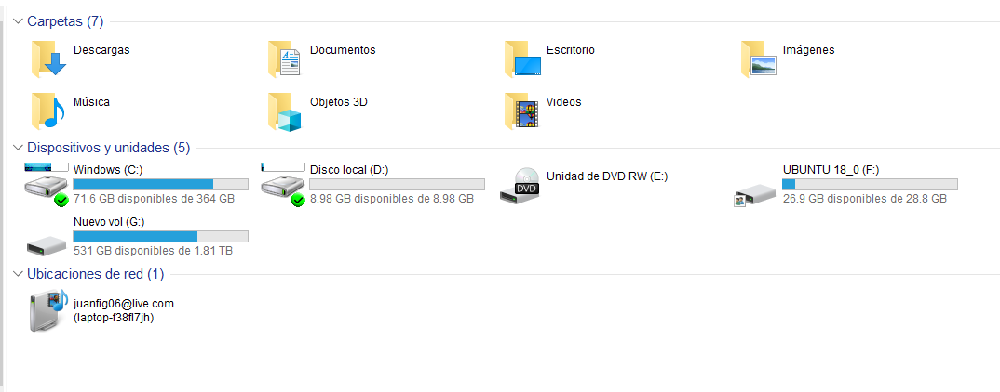 Carpetas (7)
Descargas
Documentos
Escritorio
Imágenes
Música
Objetos 3D
Videos
Dispositivos y unidades (5)
Windows (C:)
71.6 GB disponibles de 364 GB
Disco local (D:)
8.98 GB disponibles de 8.98 GB
DVD
Unidad de DVD RW (E:)
UBUNTU 18_0 (F:)
26.9 GB disponibles de 28.8 GB
Nuevo vol (G:)
531 GB disponibles de 1.81 TB
Ubicaciones de red (1)
juanfig06@live.com
(laptop-f38fl7jh)